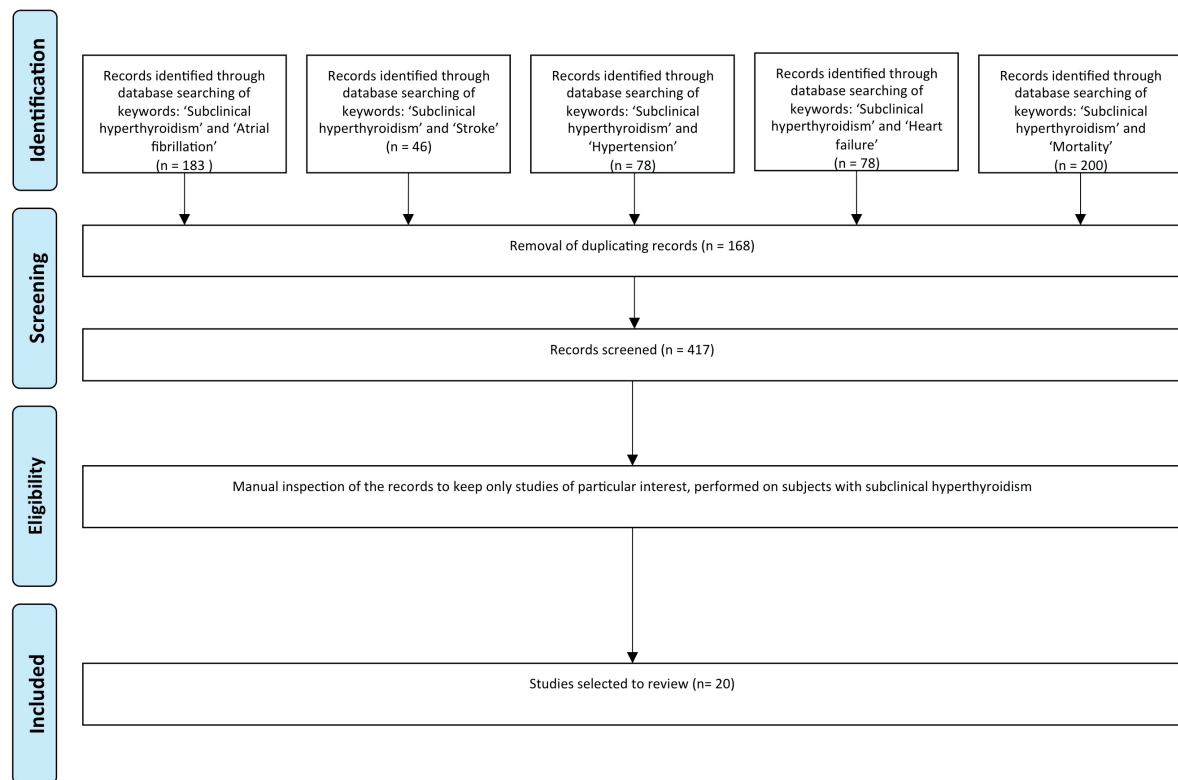 Identification
Records identified through
database searching of
keywords: ‘Subclinical
hyperthyroidism’ and ‘Atrial
fibrillation’
(n = 183 )
Records identified through
database searching of
keywords: ‘Subclinical
hyperthyroidism’ and ‘Stroke’
(n = 46)
Records identified through
database searching of
keywords: ‘Subclinical
hyperthyroidism’ and
‘Hypertension’
(n = 78)
Records identified through
database searching of
keywords: ‘Subclinical
hyperthyroidism’ and ‘Heart
failure’
(n = 78)
Records identified through
database searching of
keywords: ‘Subclinical
hyperthyroidism’ and
‘Mortality’
(n = 200)
Screening
Removal of duplicating records (n = 168)
Records screened (n = 417)
Eligibility
Manual inspection of the records to keep only studies of particular interest, performed on subjects with subclinical hyperthyroidism
Included
Studies selected to review (n= 20)